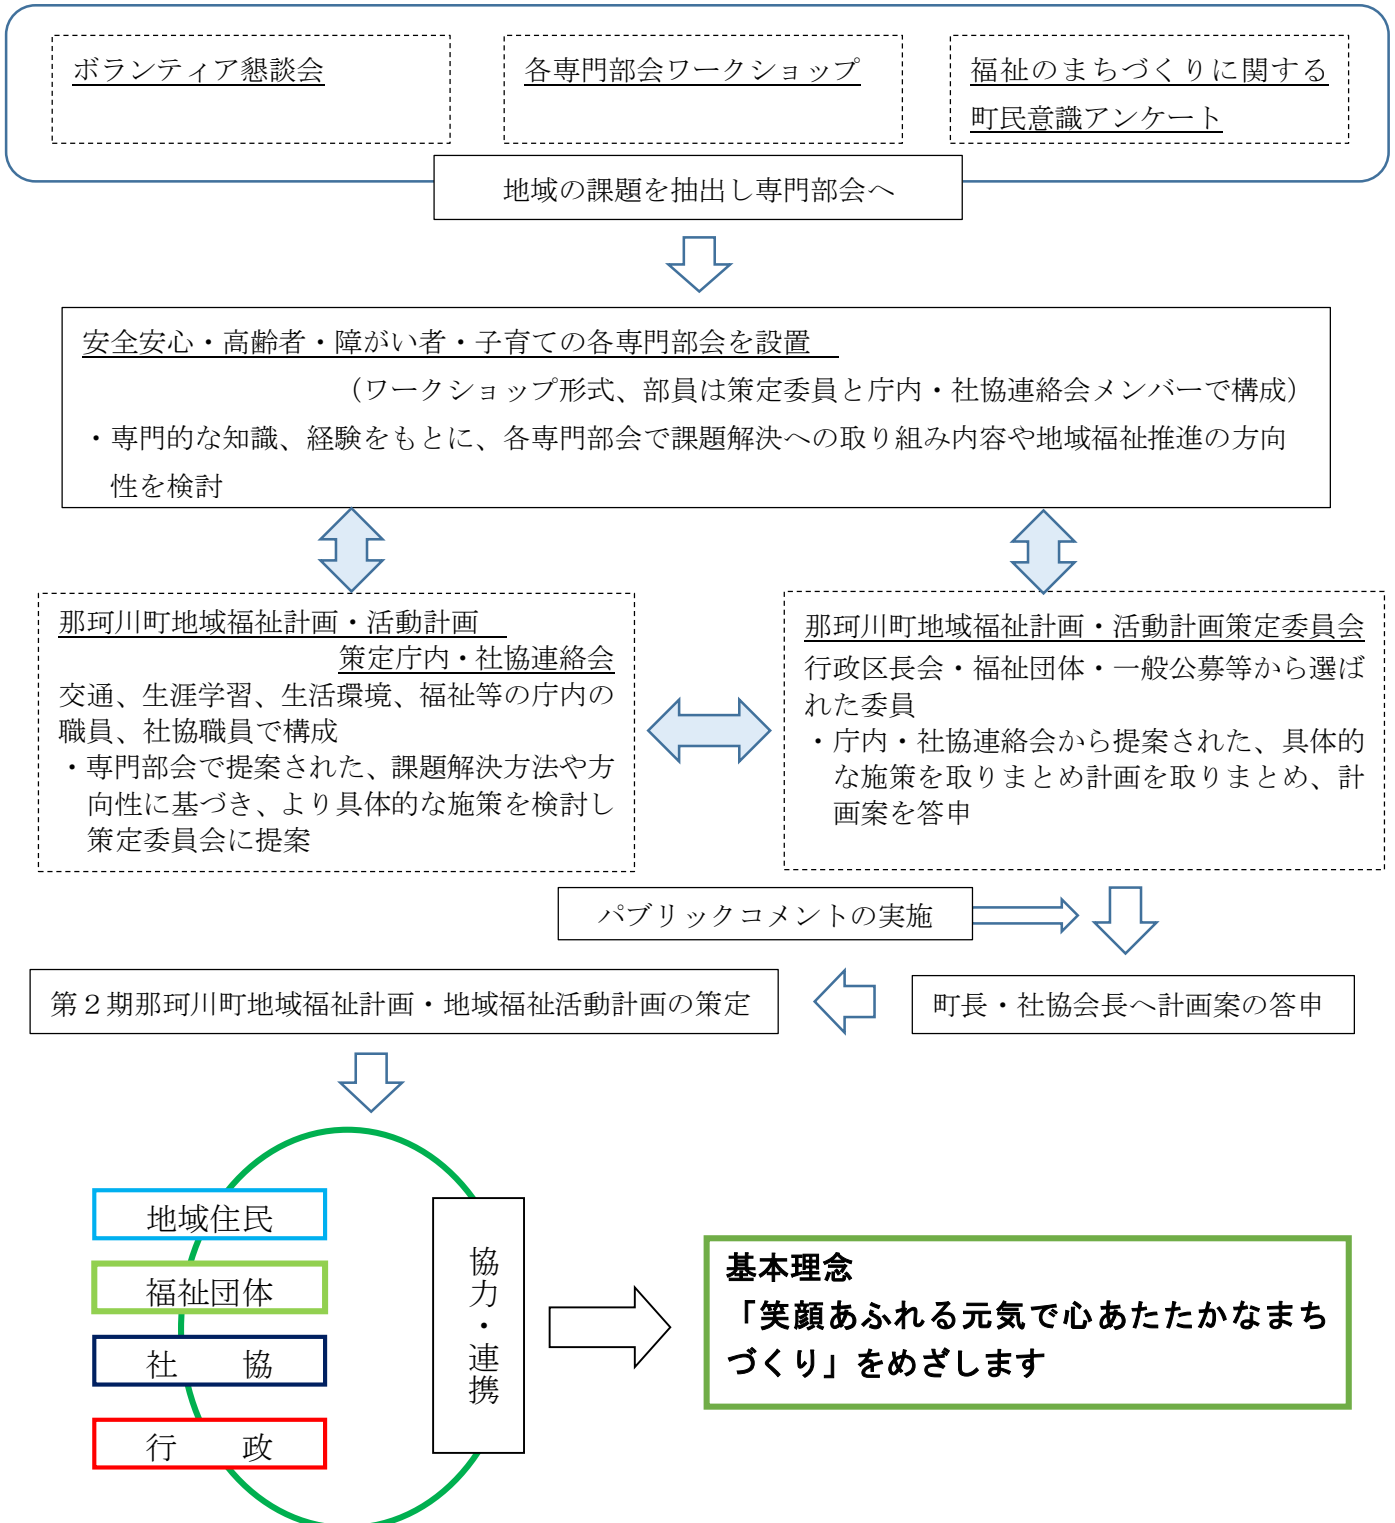 ボランティア懇談会
各専門部会ワークショップ
福祉のまちづくりに関する
町民意識アンケート
地域の課題を抽出し専門部会へ
安全安心・高齢者・障がい者・子育ての各専門部会を設置
（ワークショップ形式、部員は策定委員と庁内・社協連絡会メンバーで構成）
・専門的な知識、経験をもとに、各専門部会で課題解決への取り組み内容や地域福祉推進の方向
性を検討
那珂川町地域福祉計画・活動計画
策定庁内・社協連絡会
交通、生涯学習、生活環境、福祉等の庁内の
職員、社協職員で構成
・専門部会で提案された、課題解決方法や方
向性に基づき、より具体的な施策を検討し
策定委員会に提案
那珂川町地域福祉計画・活動計画策定委員会
行政区長会・福祉団体・一般公募等から選ば
れた委員
・庁内・社協連絡会から提案された、具体的
な施策を取りまとめ計画を取りまとめ、計
画案を答申
パブリックコメントの実施
第２期那珂川町地域福祉計画・地域福祉活動計画の策定
町長・社協会長へ計画案の答申
地域住民
福祉団体
社　　協
行　　政
協力・連携
基本理念
「笑顔あふれる元気で心あたたかなまち
づくり」をめざします